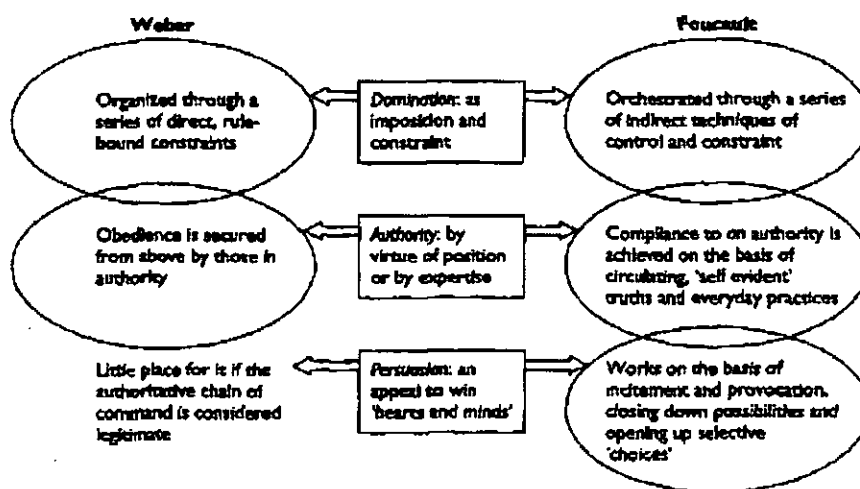 Weber
Foucault
Organized through a
series of direct, rule-
bound constraints
Domination: as
imposition and
constraint
Orchestrated through a series
of indirect techniques of
control and constraint
Obedience is secured
from above by those in
authority
Authority: by
virtue of position
or by expertise
Compliance to on authority is
achieved on the basis of
circulating, 'self evident'
truths and everyday practices
Little place for it if the
authoritative chain of
command is considered
legitimate
Persuasion: an
appeal to win
'hearts and minds'
Works on the basis of
incitement and provocation,
closing down possibilities and
opening up selective
'choices'